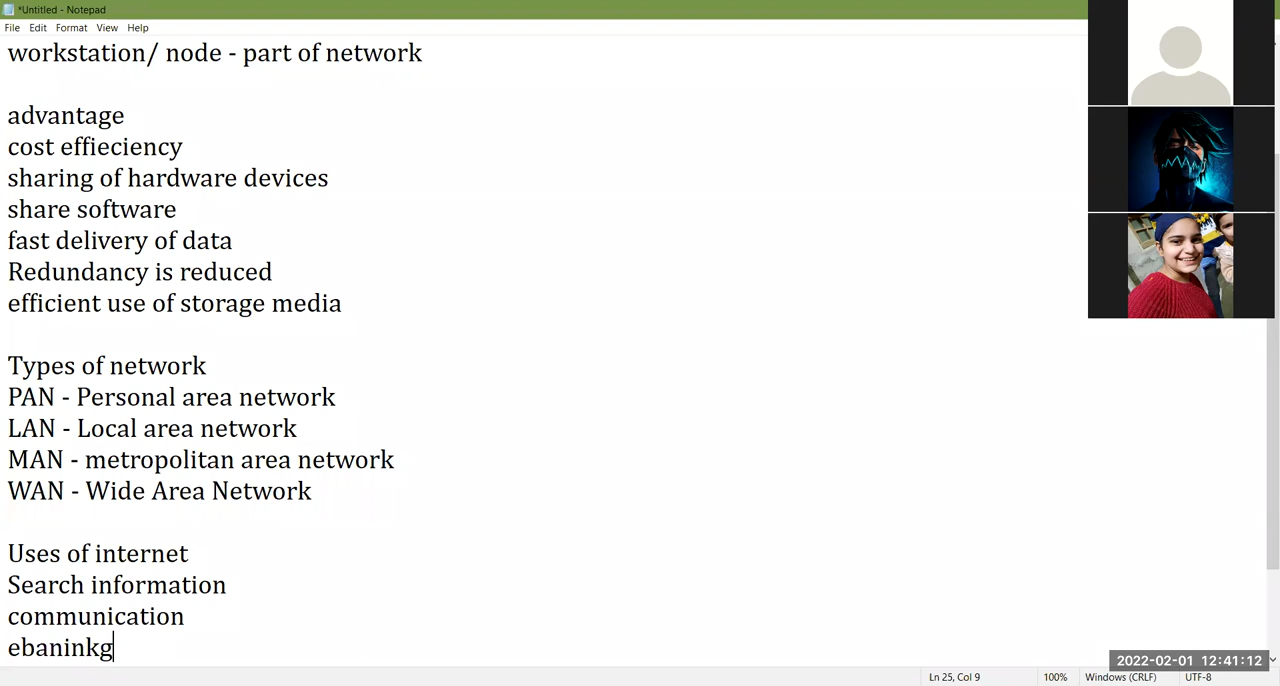 *Untitled - Notepad
File Edit Format View Help
workstation/ node - part of network
advantage
cost effieciency
sharing of hardware devices
share software
fast delivery of data
Redundancy is reduced
efficient use of storage media
Types of network
PAN - Personal area network
LAN - Local area network
MAN - metropolitan area network
WAN - Wide Area Network
Uses of internet
Search information
communication
ebaninkg
2022-02-01 12:41:12
Ln 25, Col 9 100% Windows (CRLF) UTF-8